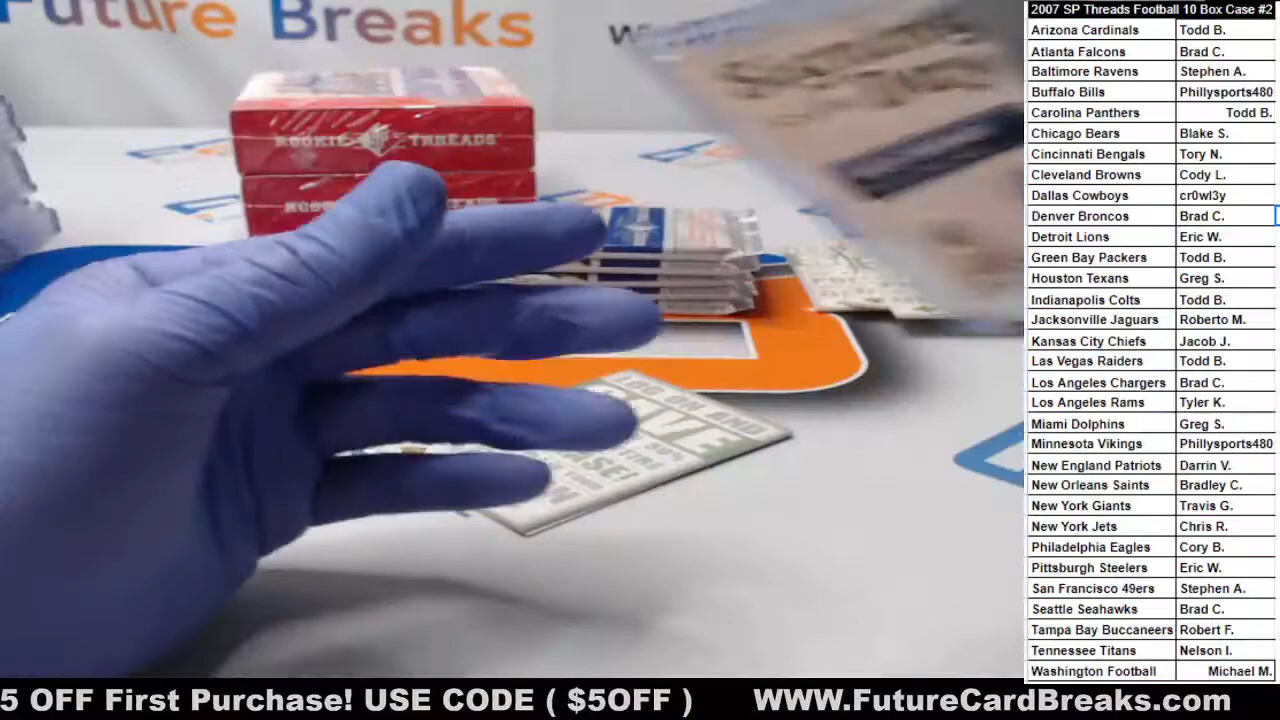 Future Breaks
ROOKIE SP THREADS
2007 SP Threads Football 10 Box Case #2
Arizona Cardinals Todd B.
Atlanta Falcons Brad C.
Baltimore Ravens Stephen A.
Buffalo Bills Phillysports480
Carolina Panthers Todd B.
Chicago Bears Blake S.
Cincinnati Bengals Tory N.
Cleveland Browns Cody L.
Dallas Cowboys cr0wl3y
Denver Broncos Brad C.
Detroit Lions Eric W.
Green Bay Packers Todd B.
Houston Texans Greg S.
Indianapolis Colts Todd B.
Jacksonville Jaguars Roberto M.
Kansas City Chiefs Jacob J.
Las Vegas Raiders Todd B.
Los Angeles Chargers Brad C.
Los Angeles Rams Tyler K.
Miami Dolphins Greg S.
Minnesota Vikings Phillysports480
New England Patriots Darrin V.
New Orleans Saints Bradley C.
New York Giants Travis G.
New York Jets Chris R.
Philadelphia Eagles Cory B.
Pittsburgh Steelers Eric W.
San Francisco 49ers Stephen A.
Seattle Seahawks Brad C.
Tampa Bay Buccaneers Robert F.
Tennessee Titans Nelson I.
Washington Football Michael M.
5 OFF First Purchase! USE CODE ( $5OFF ) WWW.FutureCardBreaks.com